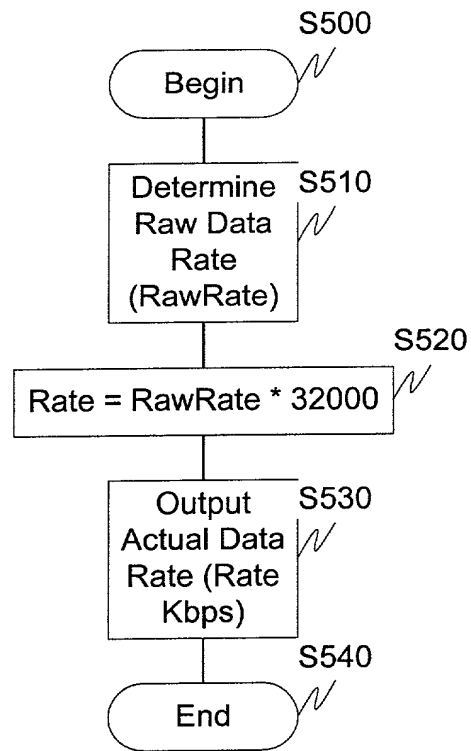 S500
Begin
S510
Determine
Raw Data
Rate
(RawRate)
S520
Rate = RawRate * 32000
S530
Output
Actual Data
Rate (Rate
Kbps)
S540
End